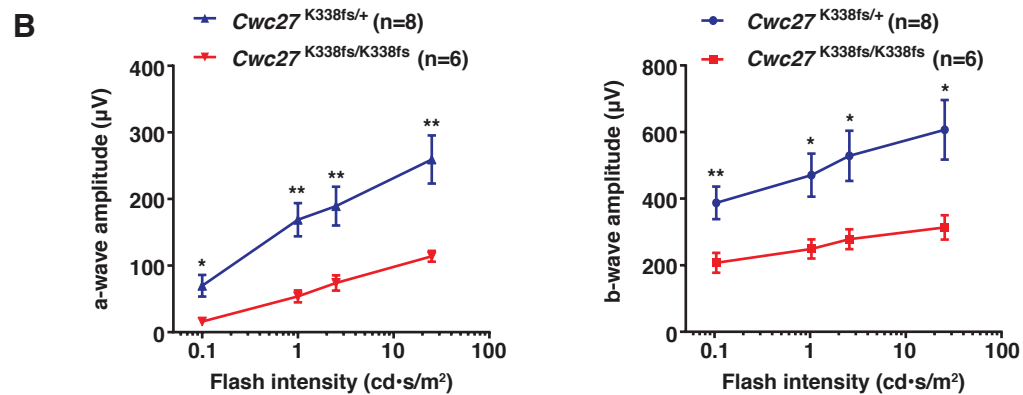 B
Cwc27 K338fs/+ (n=8)
Cwc27 K338fs/K338fs (n=6)
400
300
200
100
0
a-wave amplitude (µV)
*
**
**
**
0.1
1
10
100
Flash intensity (cd•s/m²)
Cwc27 K338fs/+ (n=8)
Cwc27 K338fs/K338fs (n=6)
800
600
400
200
0
b-wave amplitude (µV)
**
*
*
*
0.1
1
10
100
Flash intensity (cd•s/m²)